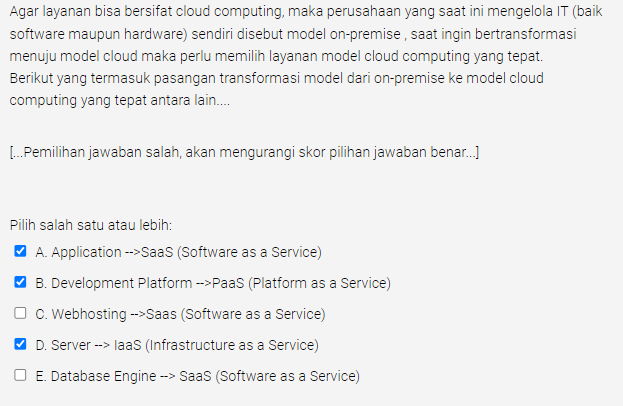 Agar layanan bisa bersifat cloud computing, maka perusahaan yang saat ini mengelola IT (baik
software maupun hardware) sendiri disebut model on-premise , saat ingin bertransformasi
menuju model cloud maka perlu memilih layanan model cloud computing yang tepat.
Berikut yang termasuk pasangan transformasi model dari on-premise ke model cloud
computing yang tepat antara lain....
[...Pemilihan jawaban salah, akan mengurangi skor pilihan jawaban benar...]
Pilih salah satu atau lebih:
A. Application -->SaaS (Software as a Service)
B. Development Platform -->PaaS (Platform as a Service)
C. Webhosting -->Saas (Software as a Service)
D. Server --> IaaS (Infrastructure as a Service)
E. Database Engine --> SaaS (Software as a Service)